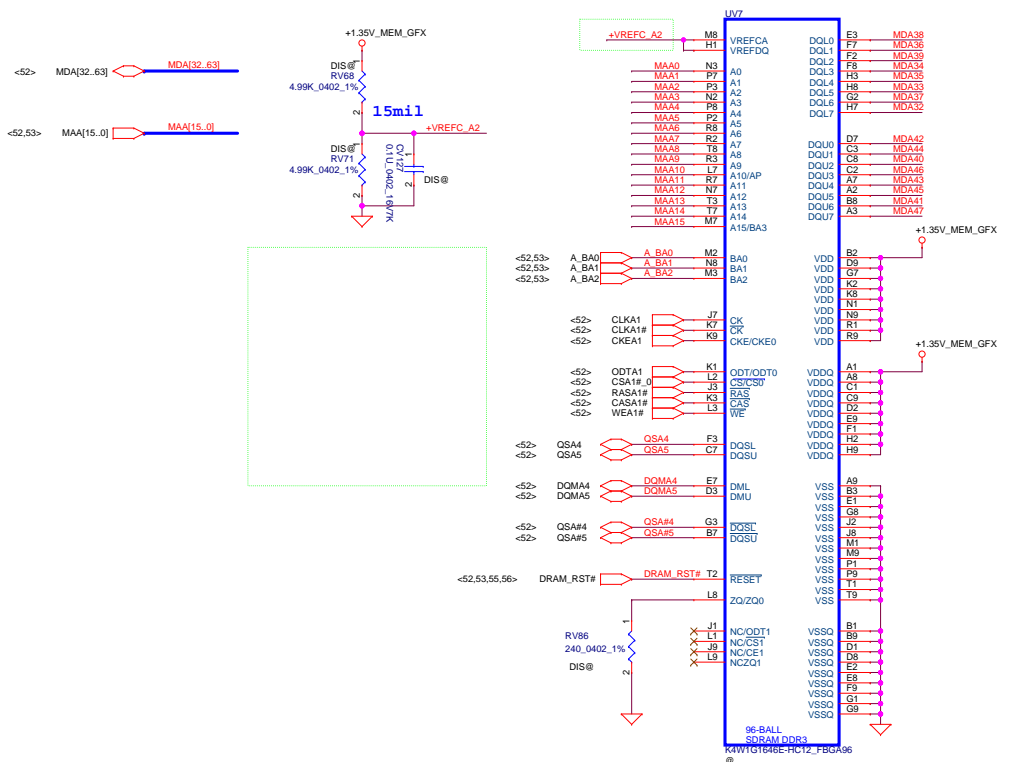 UV7
+1.35V_MEM_GFX
<52> MDA[32..63] MDA[32..63]
<52,53> MAA[15..0] MAA[15..0]
DIS@
RV68
4.99K_0402_1%
1
2
15mil
+VREFC_A2
DIS@
RV71
4.99K_0402_1%
1
2
CV127
0.1U_0402_16V7K
1
2
DIS@
+VREFC_A2 M8 VREFCA
H1 VREFDQ
MAA0 N3 A0
MAA1 P7 A1
MAA2 P3 A2
MAA3 N2 A3
MAA4 P8 A4
MAA5 P2 A5
MAA6 R8 A6
MAA7 R2 A7
MAA8 T8 A8
MAA9 R3 A9
MAA10 L7 A10/AP
MAA11 R7 A11
MAA12 N7 A12
MAA13 T3 A13
MAA14 T7 A14
MAA15 M7 A15/BA3
<52,53> A_BA0 A_BA0 M2 BA0
<52,53> A_BA1 A_BA1 N8 BA1
<52,53> A_BA2 A_BA2 M3 BA2
<52> CLKA1 J7 CK
<52> CLKA1# K7 CK
<52> CKEA1 K9 CKE/CKE0
<52> ODTA1 K1 ODT/ODT0
<52> CSA1#_0 L2 CS/CS0
<52> RASA1# J3 RAS
<52> CASA1# K3 CAS
<52> WEA1# L3 WE
<52> QSA4 QSA4 F3 DQSL
<52> QSA5 QSA5 C7 DQSU
<52> DQMA4 DQMA4 E7 DML
<52> DQMA5 DQMA5 D3 DMU
<52> QSA#4 QSA#4 G3 DQSL
<52> QSA#5 QSA#5 B7 DQSU
<52,53,55,56> DRAM_RST# DRAM_RST# T2 RESET
L8 ZQ/ZQ0
1
RV86
240_0402_1%
DIS@
2
J1 NC/ODT1
L1 NC/CS1
J9 NC/CE1
L9 NCZQ1
DQL0 E3 MDA38
DQL1 F7 MDA36
DQL2 F2 MDA39
DQL3 F8 MDA34
DQL4 H3 MDA35
DQL5 H8 MDA33
DQL6 G2 MDA37
DQL7 H7 MDA32
DQU0 D7 MDA42
DQU1 C3 MDA44
DQU2 C8 MDA40
DQU3 C2 MDA46
DQU4 A7 MDA43
DQU5 A2 MDA45
DQU6 B8 MDA41
DQU7 A3 MDA47
+1.35V_MEM_GFX
VDD B2
VDD D9
VDD G7
VDD K2
VDD K8
VDD N1
VDD N9
VDD R1
VDD R9
+1.35V_MEM_GFX
VDDQ A1
VDDQ A8
VDDQ C1
VDDQ C9
VDDQ D2
VDDQ E9
VDDQ F1
VDDQ H2
VDDQ H9
VSS A9
VSS B3
VSS E1
VSS G8
VSS J2
VSS J8
VSS M1
VSS M9
VSS P1
VSS P9
VSS T1
VSS T9
VSSQ B1
VSSQ B9
VSSQ D1
VSSQ D8
VSSQ E2
VSSQ E8
VSSQ F9
VSSQ G1
VSSQ G9
96-BALL
SDRAM DDR3
K4W1G1646E-HC12_FBGA96
@